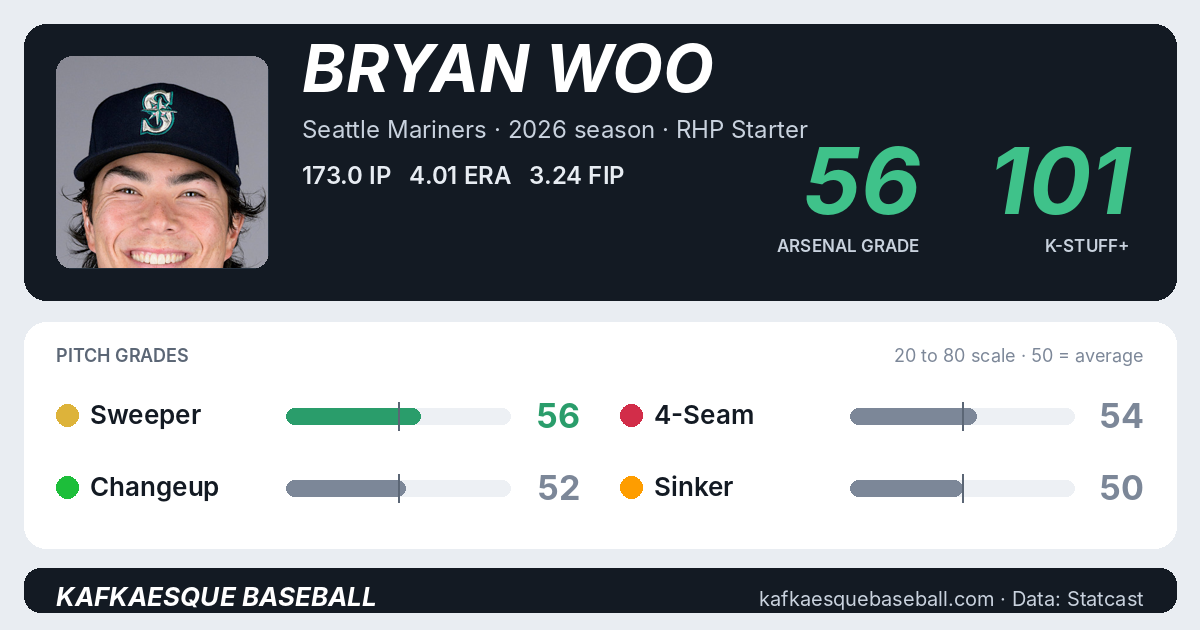 BRYAN WOO
Seattle Mariners · 2026 season · RHP Starter
173.0 IP 4.01 ERA 3.24 FIP
56 101
ARSENAL GRADE K-STUFF+
PITCH GRADES 20 to 80 scale · 50 = average
Sweeper 56 4-Seam 54
Changeup 52 Sinker 50
KAFKAESQUE BASEBALL kafkaesquebaseball.com · Data: Statcast
S